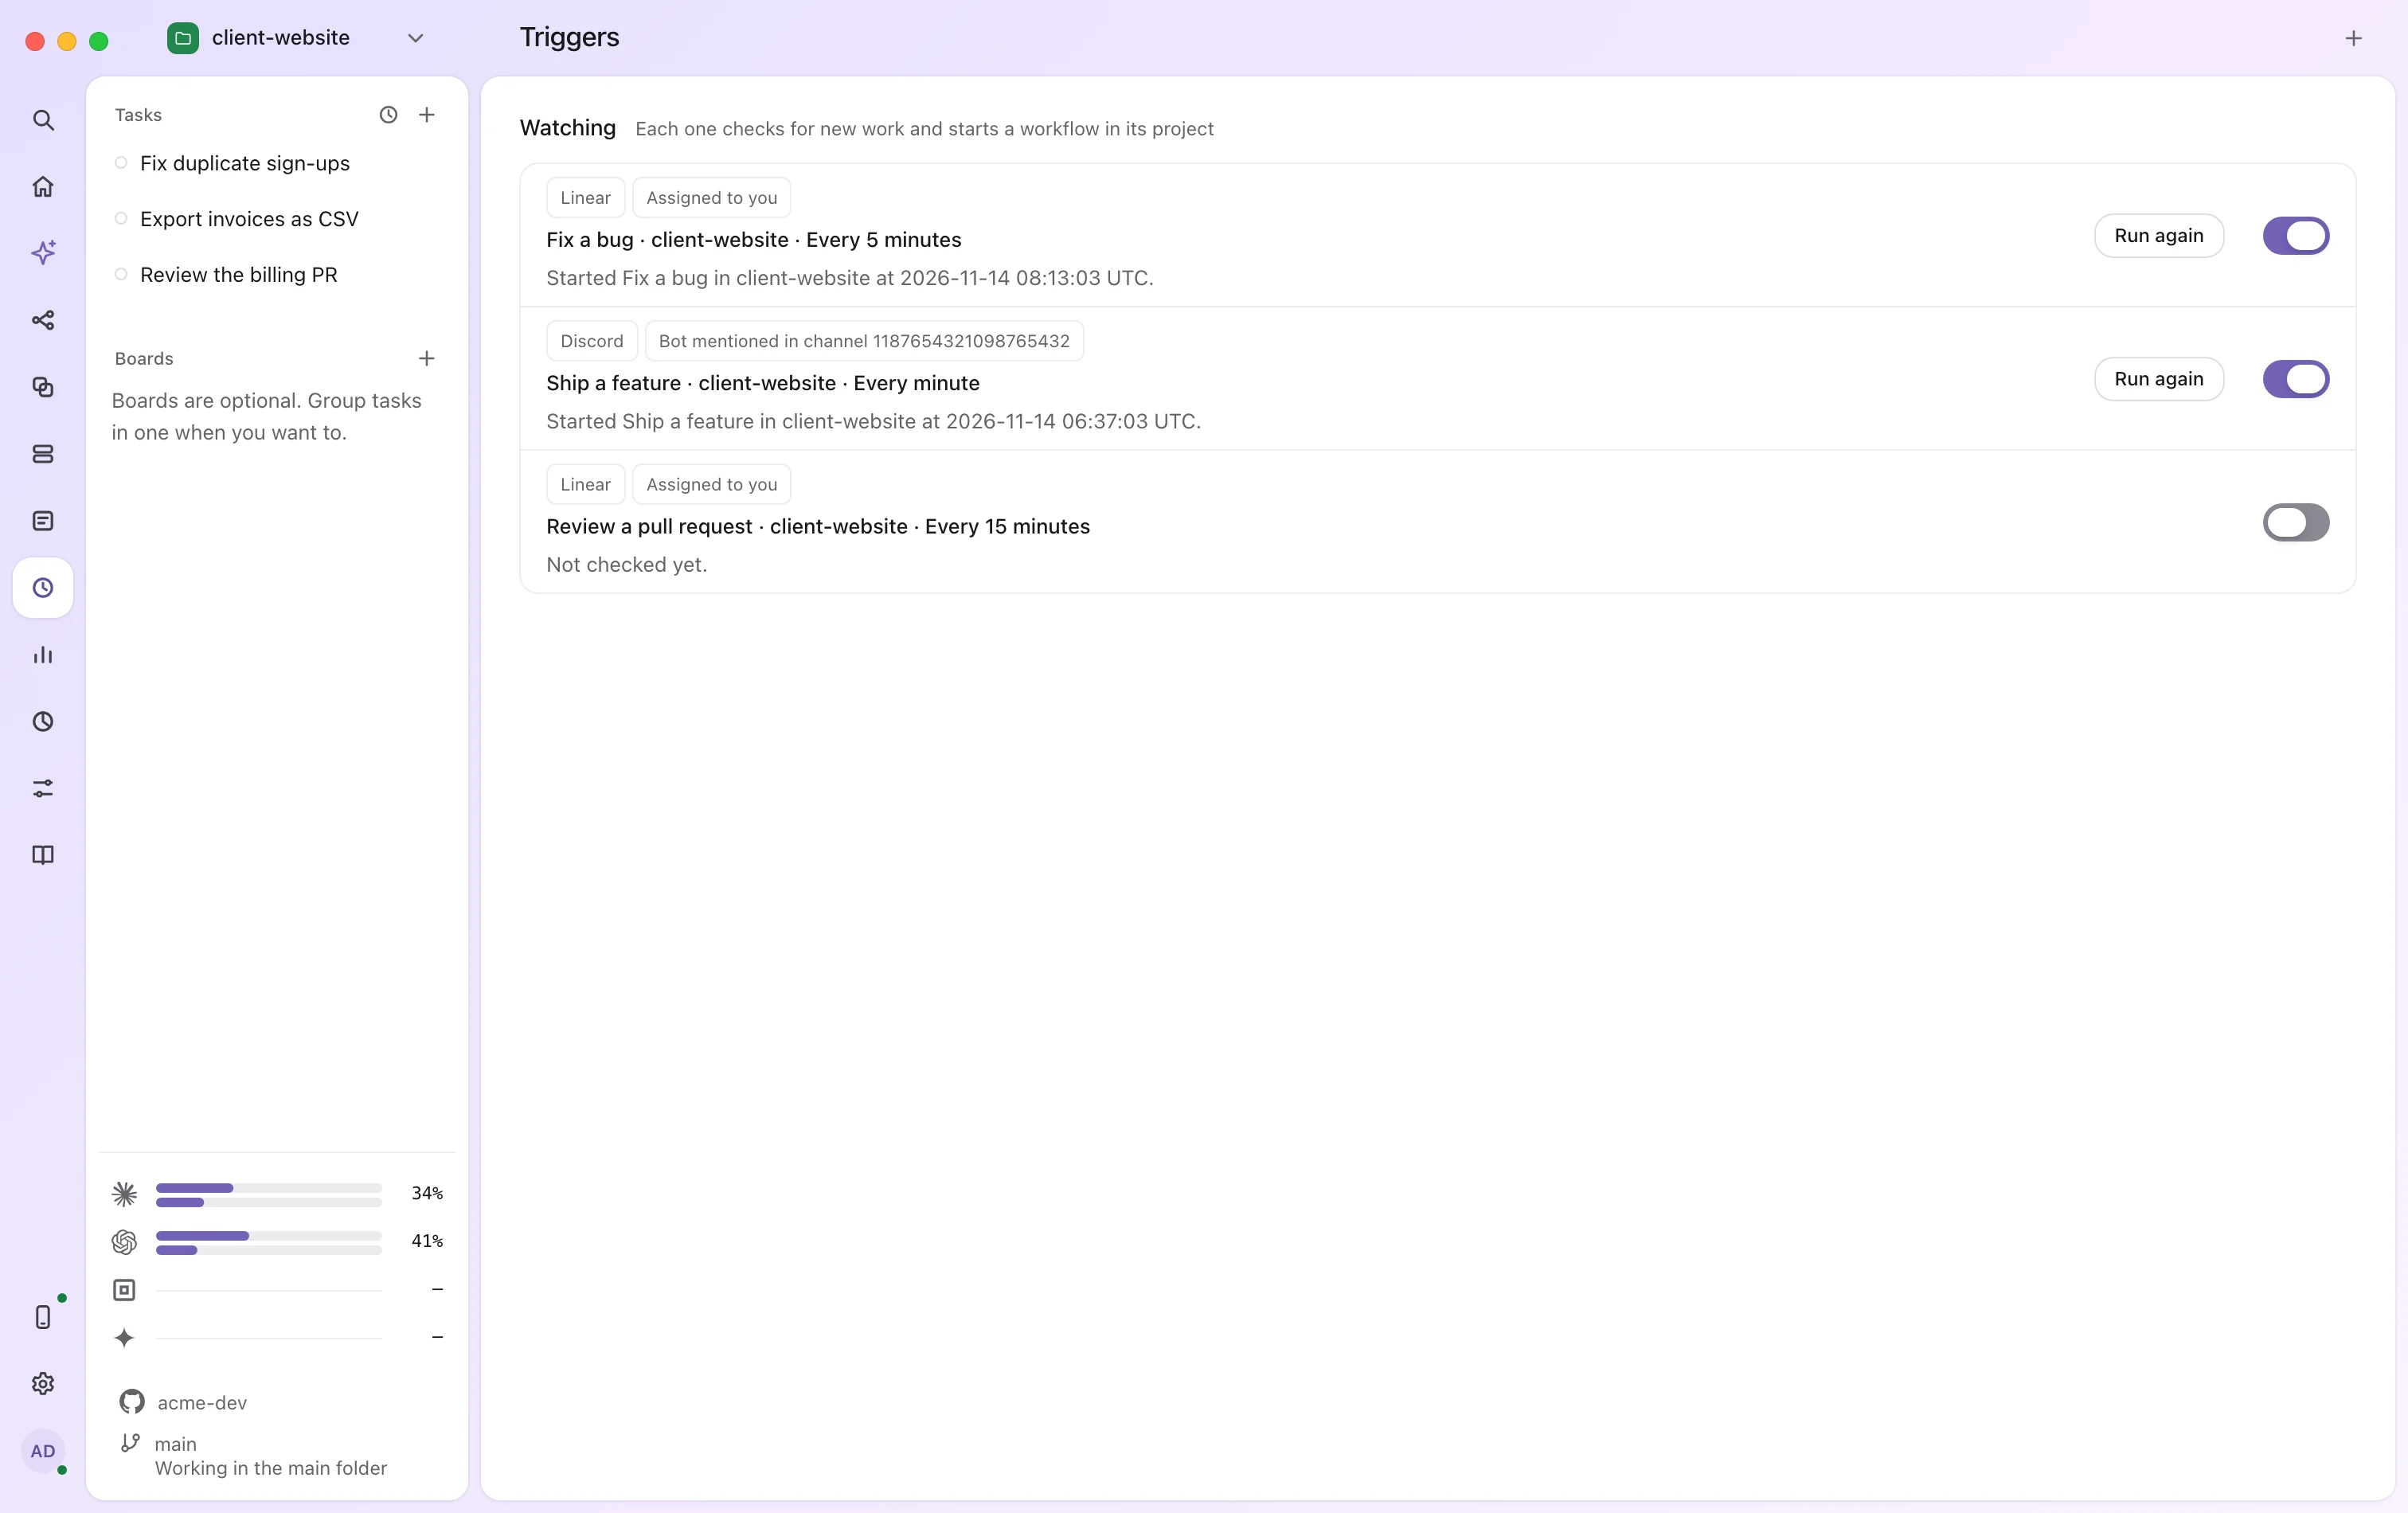 client-website
Triggers
Tasks
Fix duplicate sign-ups
Export invoices as CSV
Review the billing PR
Boards
Boards are optional. Group tasks
in one when you want to.
34%
41%
–
–
acme-dev
main
Working in the main folder
AD
Watching Each one checks for new work and starts a workflow in its project
Linear Assigned to you
Fix a bug · client-website · Every 5 minutes
Started Fix a bug in client-website at 2026-11-14 08:13:03 UTC.
Run again
Discord Bot mentioned in channel 1187654321098765432
Ship a feature · client-website · Every minute
Started Ship a feature in client-website at 2026-11-14 06:37:03 UTC.
Run again
Linear Assigned to you
Review a pull request · client-website · Every 15 minutes
Not checked yet.